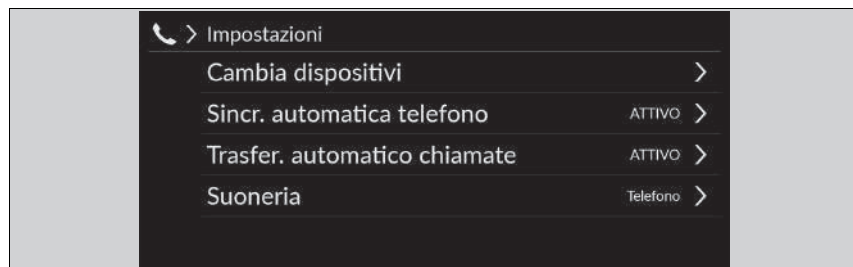 Impostazioni
Cambia dispositivi
Sincr. automatica telefono ATTIVO
Trasfer. automatico chiamate ATTIVO
Suoneria Telefono